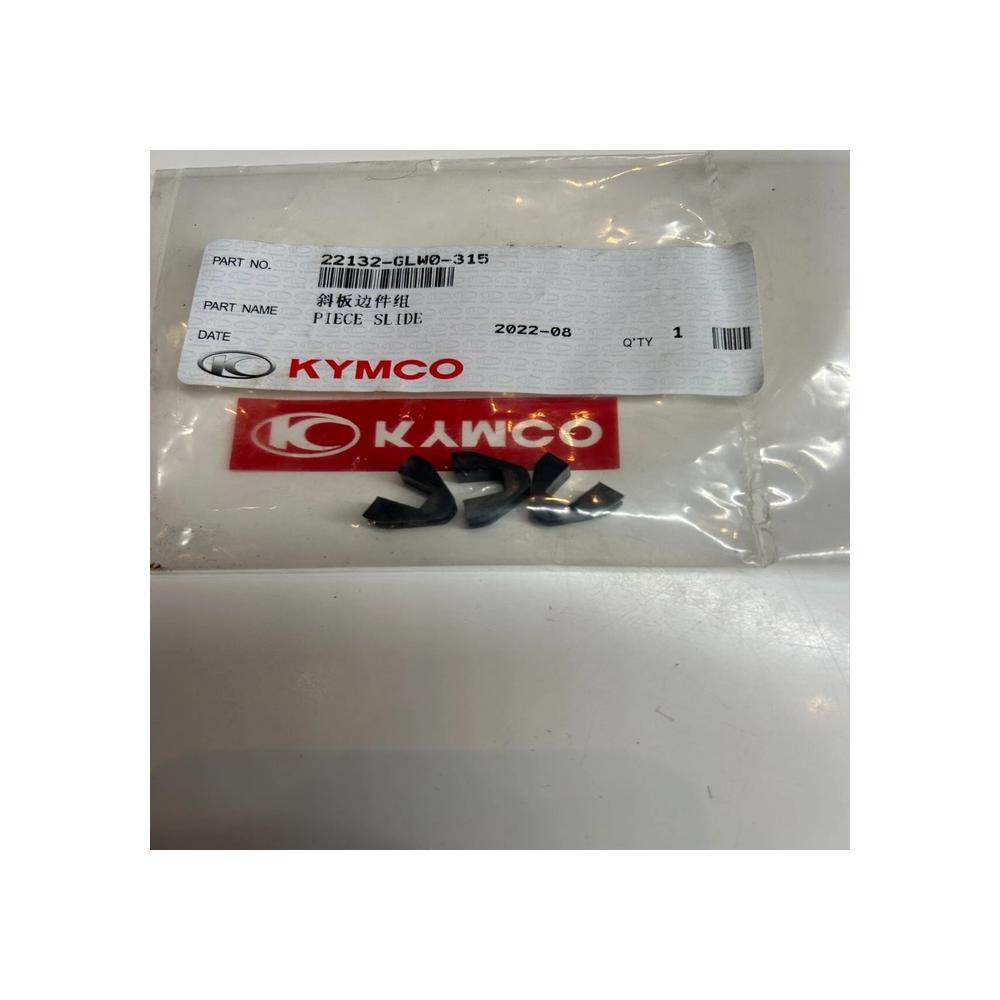 PART NO. 22132-GLW0-315
PART NAME 斜板边件组
PIECE SLIDE
DATE 2022-08 Q'TY 1
KYMCO
KYMCO